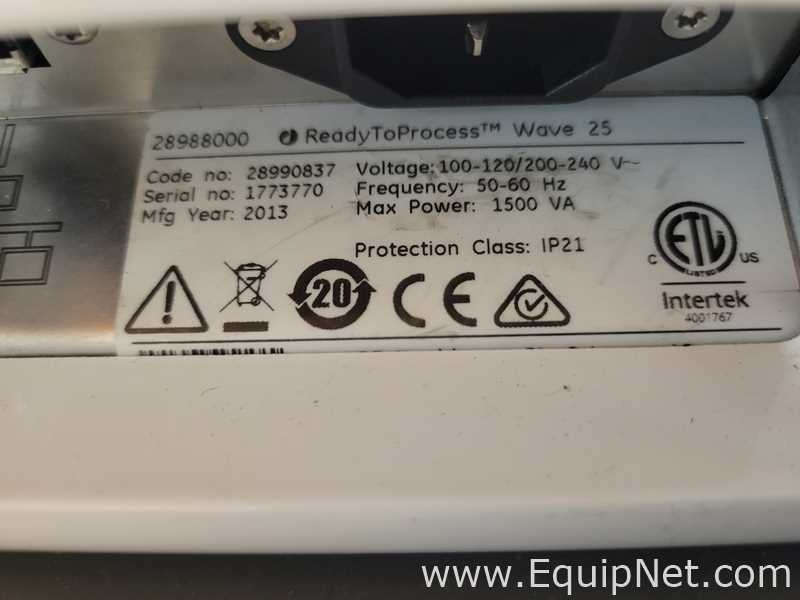 28988000 ReadyToProcess™ Wave 25
Code no: 28990837 Voltage: 100-120/200-240 V~
Serial no: 1773770 Frequency: 50-60 Hz
Mfg Year: 2013 Max Power: 1500 VA
Protection Class: IP21
20
CE
C ETL US
LISTED
Intertek
4001767
www.EquipNet.com